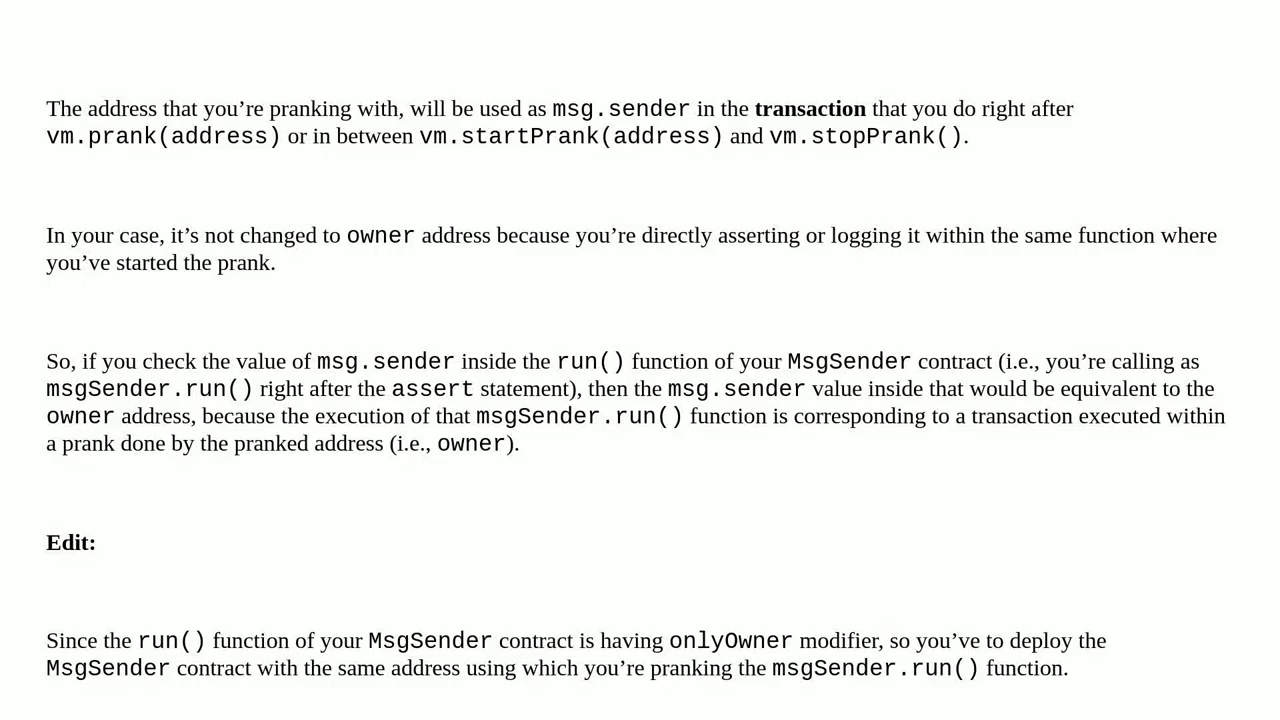 The address that you’re pranking with, will be used as msg.sender in the transaction that you do right after
vm.prank(address) or in between vm.startPrank(address) and vm.stopPrank().
In your case, it’s not changed to owner address because you’re directly asserting or logging it within the same function where
you’ve started the prank.
So, if you check the value of msg.sender inside the run() function of your MsgSender contract (i.e., you’re calling as
msgSender.run() right after the assert statement), then the msg.sender value inside that would be equivalent to the
owner address, because the execution of that msgSender.run() function is corresponding to a transaction executed within
a prank done by the pranked address (i.e., owner).
Edit:
Since the run() function of your MsgSender contract is having onlyOwner modifier, so you’ve to deploy the
MsgSender contract with the same address using which you’re pranking the msgSender.run() function.